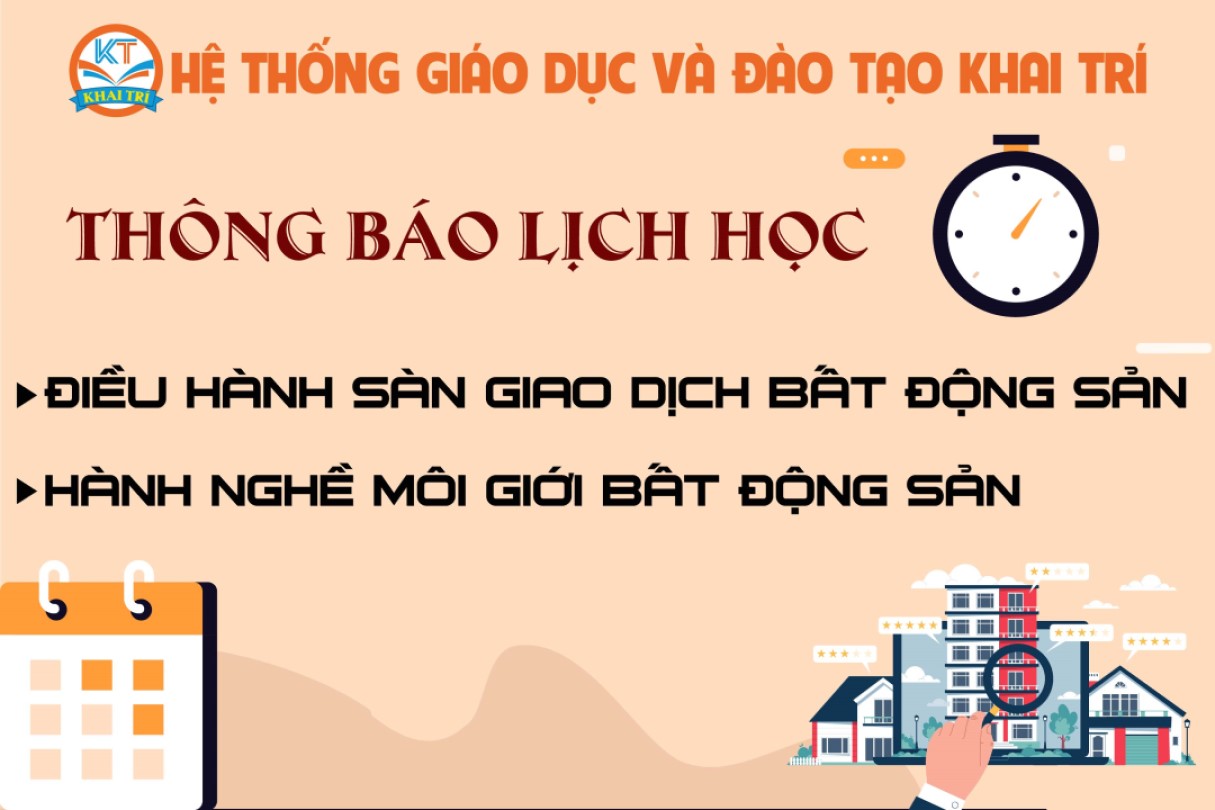 KT
KHAI TRÍ
HỆ THỐNG GIÁO DỤC VÀ ĐÀO TẠO KHAI TRÍ
THÔNG BÁO LỊCH HỌC
ĐIỀU HÀNH SÀN GIAO DỊCH BẤT ĐỘNG SẢN
HÀNH NGHỀ MÔI GIỚI BẤT ĐỘNG SẢN